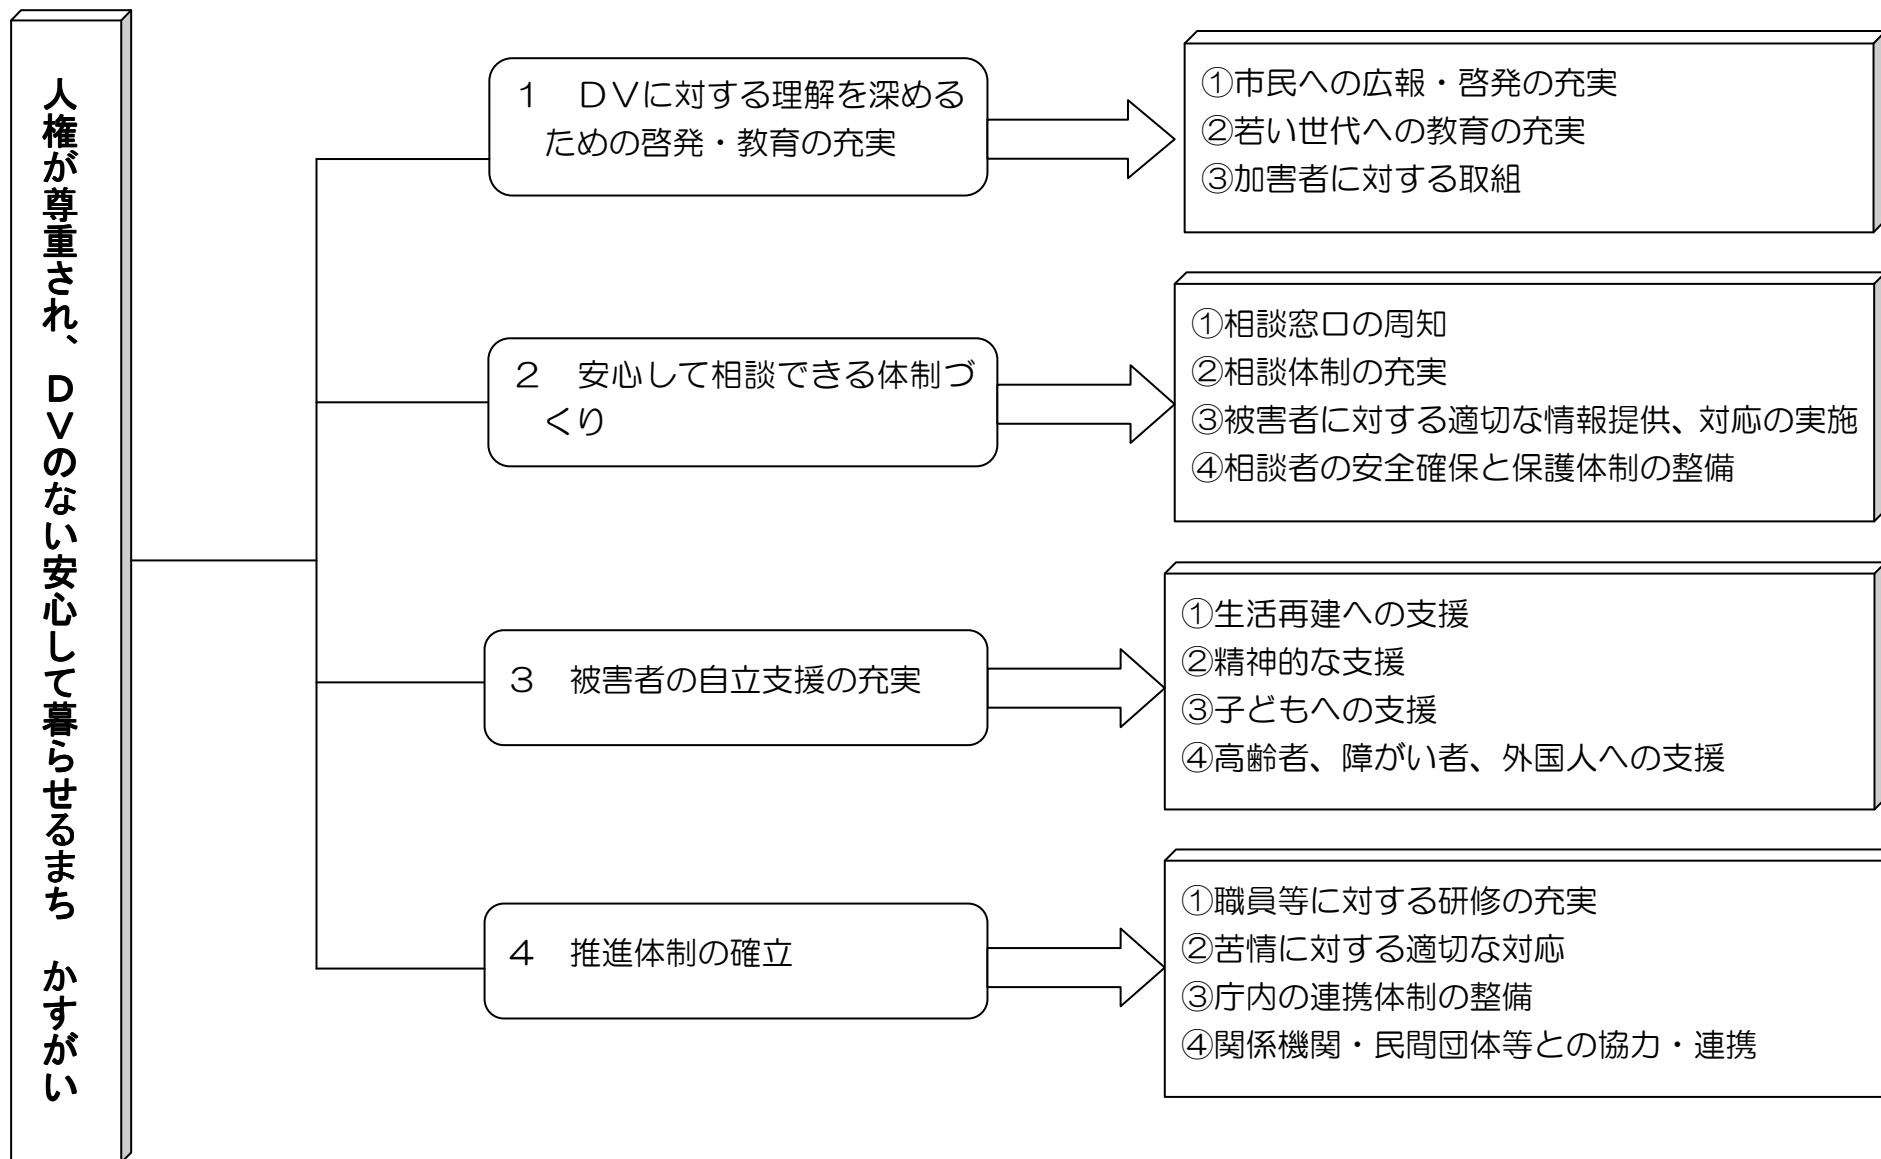 人権が尊重され、ＤＶのない安心して暮らせるまち　かすがい
１　ＤＶに対する理解を深める
ための啓発・教育の充実
①市民への広報・啓発の充実
②若い世代への教育の充実
③加害者に対する取組
２　安心して相談できる体制づ
くり
①相談窓口の周知
②相談体制の充実
③被害者に対する適切な情報提供、対応の実施
④相談者の安全確保と保護体制の整備
３　被害者の自立支援の充実
①生活再建への支援
②精神的な支援
③子どもへの支援
④高齢者、障がい者、外国人への支援
４　推進体制の確立
①職員等に対する研修の充実
②苦情に対する適切な対応
③庁内の連携体制の整備
④関係機関・民間団体等との協力・連携